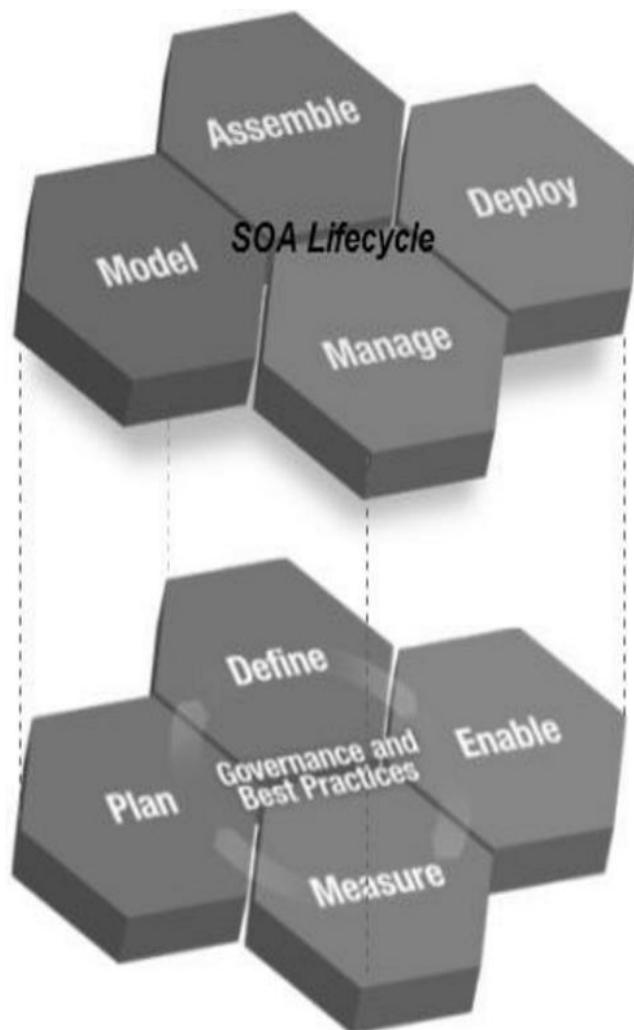 Assemble
Deploy
SOA Lifecycle
Model
Manage
Define
Enable
Governance and
Best Practices
Plan
Measure